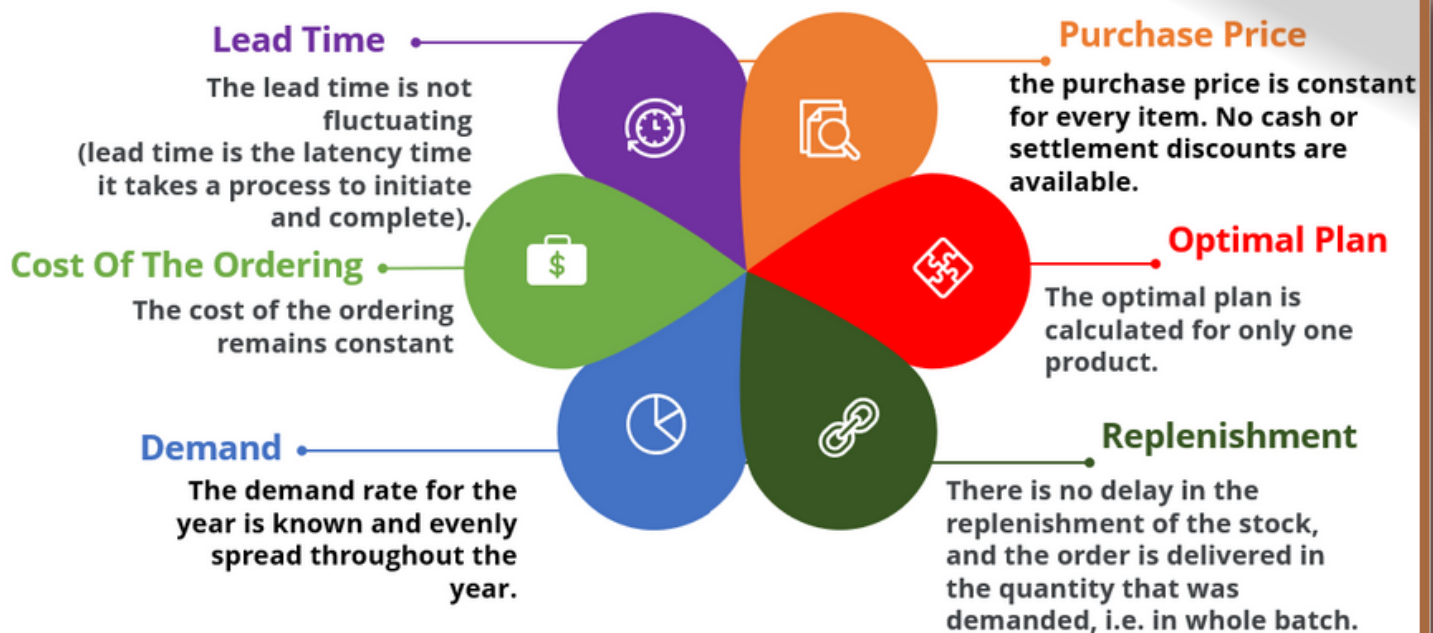 Lead Time
The lead time is not
fluctuating
(lead time is the latency time
it takes a process to initiate
and complete).
Purchase Price
the purchase price is constant
for every item. No cash or
settlement discounts are
available.
Cost Of The Ordering
The cost of the ordering
remains constant
$
Optimal Plan
The optimal plan is
calculated for only one
product.
Demand
The demand rate for the
year is known and evenly
spread throughout the
year.
Replenishment
There is no delay in the
replenishment of the stock,
and the order is delivered in
the quantity that was
demanded, i.e. in whole batch.